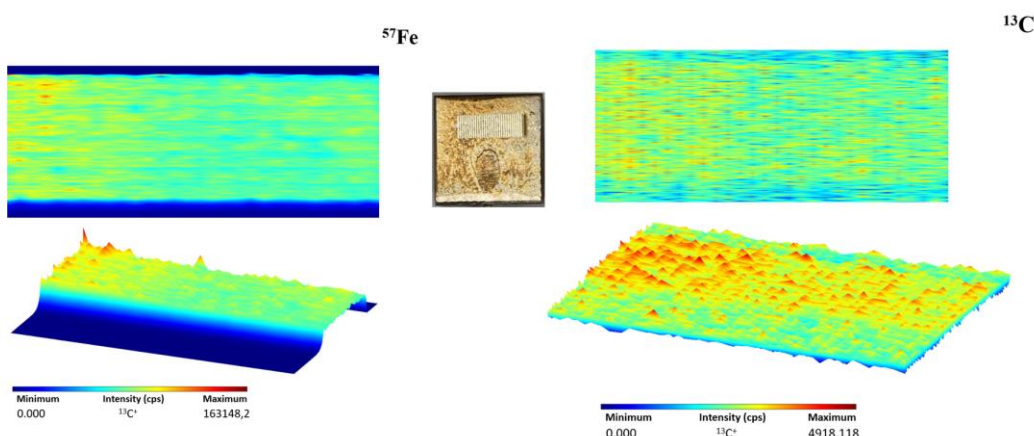 ⁵⁷Fe
¹³C
Minimum Intensity (cps) Maximum
0.000 ¹³C⁺ 163148,2
Minimum Intensity (cps) Maximum
0.000 ¹³C⁺ 4918,118